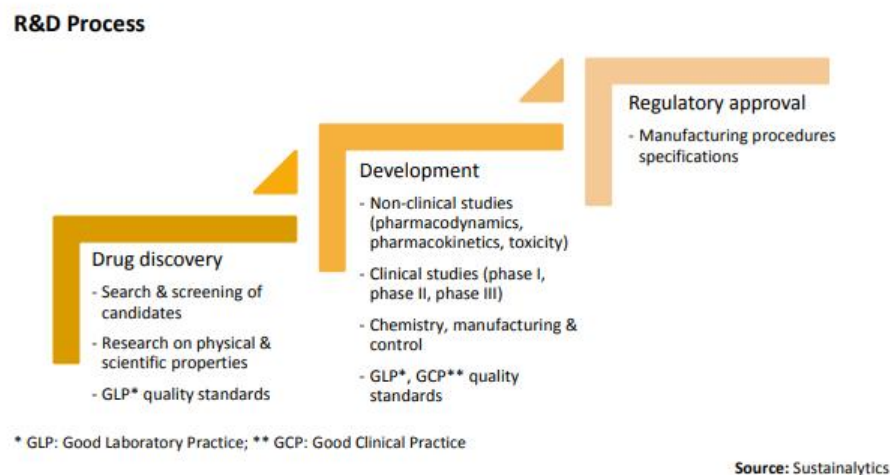 R&D Process
Drug discovery
- Search & screening of
candidates
- Research on physical &
scientific properties
- GLP* quality standards
Development
- Non-clinical studies
(pharmacodynamics,
pharmacokinetics, toxicity)
- Clinical studies (phase I,
phase II, phase III)
- Chemistry, manufacturing &
control
- GLP*, GCP** quality
standards
Regulatory approval
- Manufacturing procedures
specifications
* GLP: Good Laboratory Practice; ** GCP: Good Clinical Practice
Source: Sustainalytics